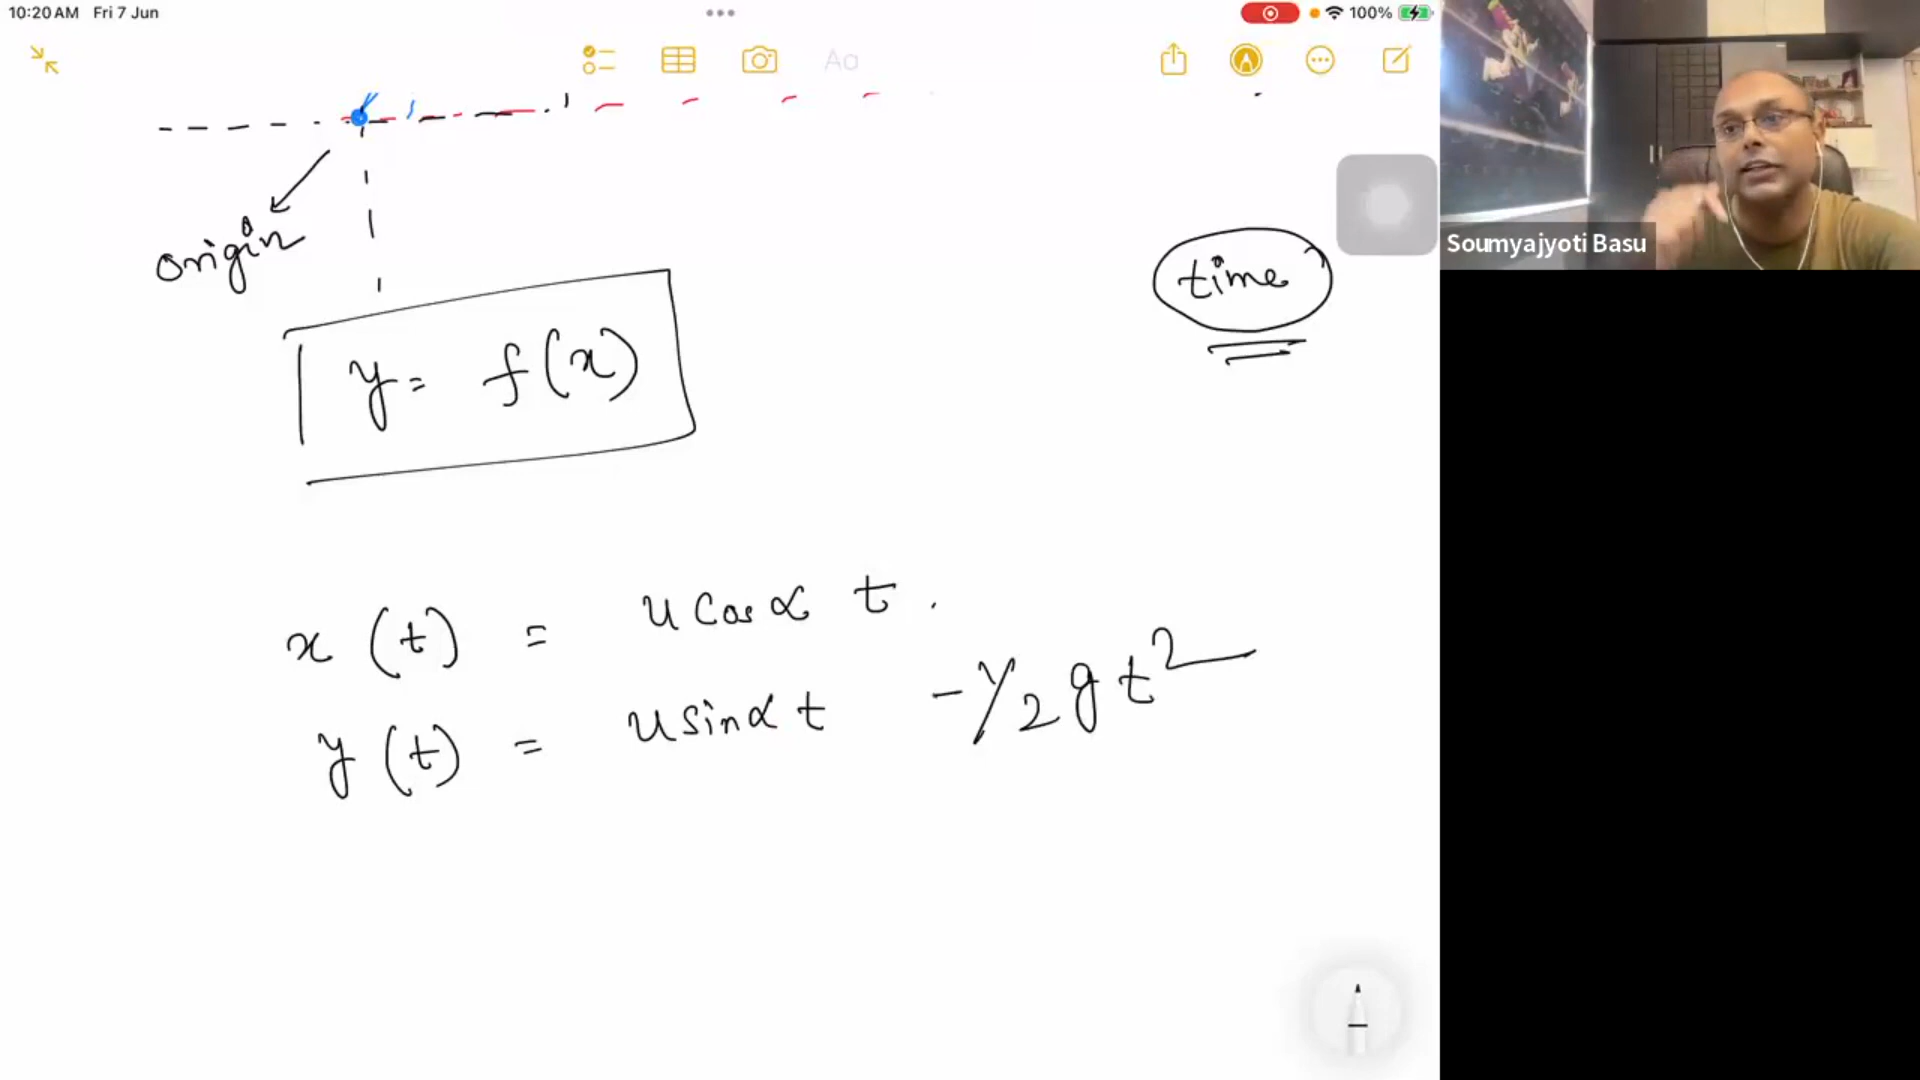 10:20 AM Fri 7 Jun
100%
Aa
Soumyajyoti Basu
origin
time
y = f(x)
x (t) = u cos α t .
y (t) = u sin α t - 1/2 g t²